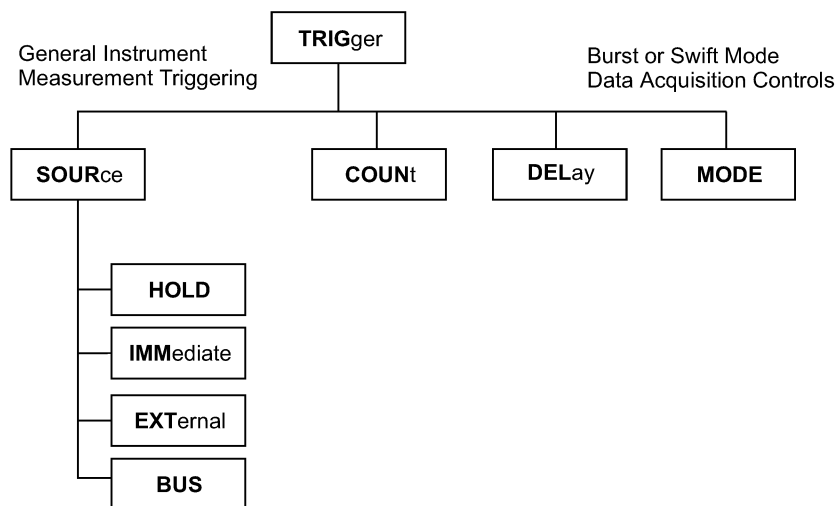 TRIGger
General Instrument
Measurement Triggering
Burst or Swift Mode
Data Acquisition Controls
SOURce
COUNt
DELay
MODE
HOLD
IMMediate
EXTernal
BUS